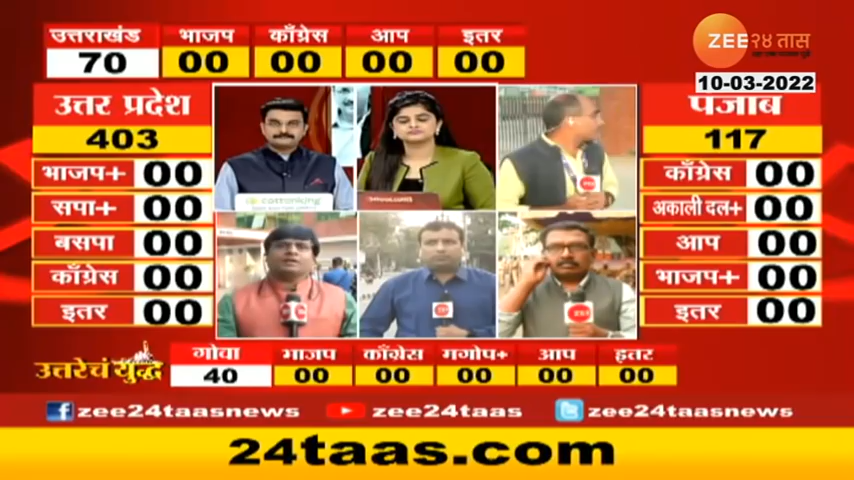 उत्तराखंड भाजप काँग्रेस आप इतर
70 00 00 00 00
ZEE २४ तास
10-03-2022
उत्तर प्रदेश
403
भाजप+ 00
सपा+ 00
बसपा 00
काँग्रेस 00
इतर 00
cottonking
पंजाब
117
काँग्रेस 00
अकाली दल+ 00
आप 00
भाजप+ 00
इतर 00
उत्तरेचं युद्ध
गोवा भाजप काँग्रेस मगोप+ आप इतर
40 00 00 00 00 00
zee24taasnews zee24taas zee24taasnews
24taas.com